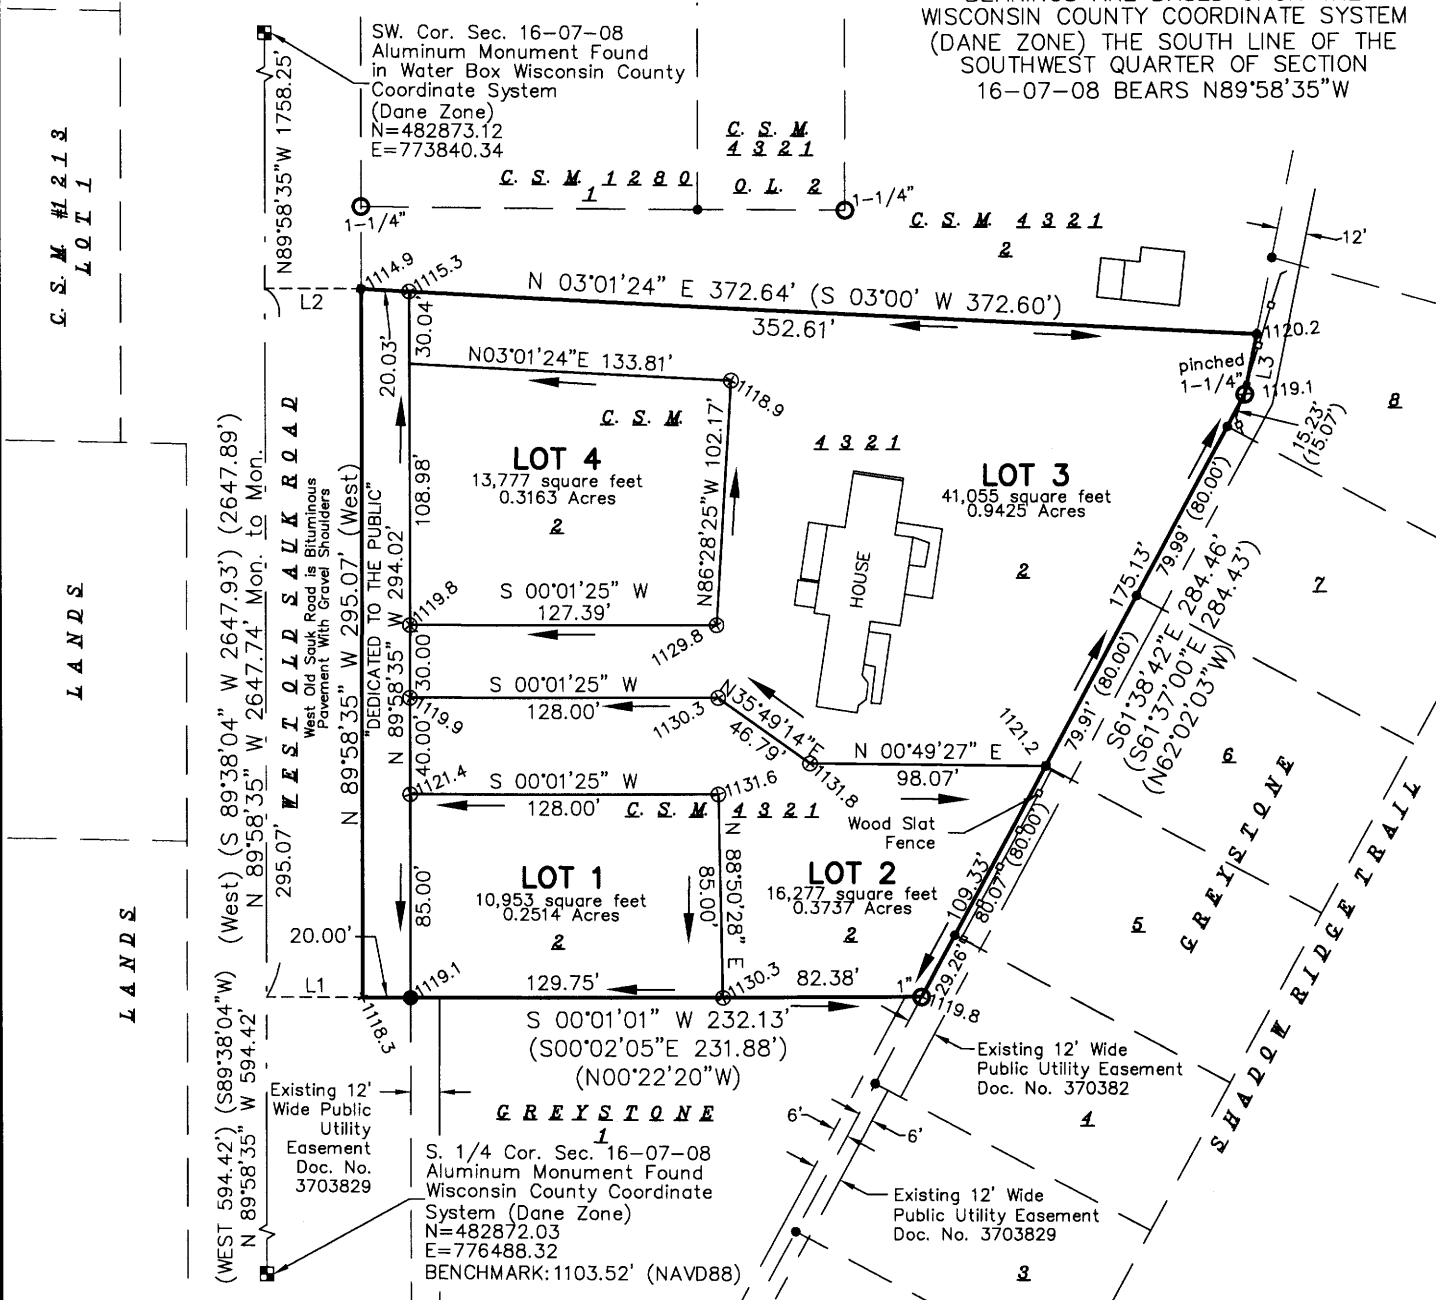 BEARINGS ARE BASED UPON THE
WISCONSIN COUNTY COORDINATE SYSTEM
(DANE ZONE) THE SOUTH LINE OF THE
SOUTHWEST QUARTER OF SECTION
16-07-08 BEARS N89°58'35"W
SW. Cor. Sec. 16-07-08
Aluminum Monument Found
in Water Box Wisconsin County
Coordinate System
(Dane Zone)
N=482873.12
E=773840.34
N89°58'35"W 1758.25'
C. S. M. #1213
LOT 1
C. S. M. 1280
1
C. S. M.
4321
O. L. 2
1-1/4"
1-1/4"
C. S. M. 4321
2
12'
1114.9
1115.3
L2
N 03°01'24" E 372.64' (S 03°00' W 372.60')
352.61'
1120.2
pinched
1-1/4"
L3
1119.1
15.23'
(15.07')
8
30.04'
20.03'
N03°01'24"E 133.81'
1118.9
C. S. M.
4321
LOT 4
13,777 square feet
0.3163 Acres
2
N86°28'25"W 102.17'
108.98'
LOT 3
41,055 square feet
0.9425 Acres
2
HOUSE
WEST OLD SAUK ROAD
West Old Sauk Road is Bituminous
Pavement With Gravel Shoulders
(West) (S 89°38'04" W 2647.93') (2647.89')
N 89°58'35" W 2647.74' Mon. to Mon.
295.07'
N 89°58'35" W 295.07' (West)
"DEDICATED TO THE PUBLIC"
N 89°58'35" W 294.02'
LANDS
1119.8
S 00°01'25" W
127.39'
1129.8
30.00'
S 00°01'25" W
128.00'
1119.9
1130.3
N35°49'14"E
46.79'
1131.8
N 00°49'27" E
98.07'
1121.2
175.13'
79.99' (80.00')
79.91' (80.00')
S61°38'42"E 284.46'
(S61°37'00"E 284.43')
(N62°02'03"W)
7
6
40.00'
1121.4
S 00°01'25" W
128.00'
1131.6
C. S. M. 4321
Wood Slat
Fence
109.33'
80.07' (80.00')
LOT 1
10,953 square feet
0.2514 Acres
2
85.00'
N 88°50'28" E
85.00'
LOT 2
16,277 square feet
0.3737 Acres
2
5
GREYSTONE
SHADOW RIDGE TRAIL
LANDS
20.00'
L1
1118.3
1119.1
129.75'
1130.3
82.38'
1"
29.26'
1119.8
S 00°01'01" W 232.13'
(S00°02'05"E 231.88')
(N00°22'20"W)
Existing 12' Wide
Public Utility Easement
Doc. No. 370382
4
(WEST 594.42') (S89°38'04"W)
N 89°58'35" W 594.42'
Existing 12'
Wide Public
Utility
Easement
Doc. No.
3703829
GREYSTONE
1
6'
6'
S. 1/4 Cor. Sec. 16-07-08
Aluminum Monument Found
Wisconsin County Coordinate
System (Dane Zone)
N=482872.03
E=776488.32
BENCHMARK: 1103.52' (NAVD88)
Existing 12' Wide
Public Utility Easement
Doc. No. 3703829
3